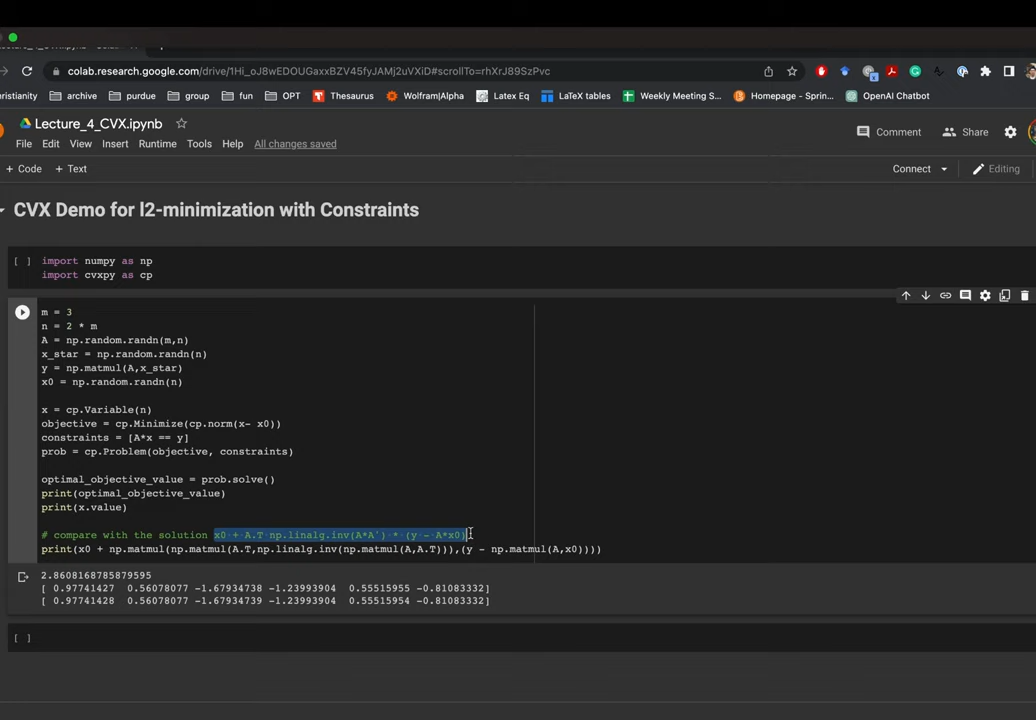 colab.research.google.com/drive/1Hi_oJ8wEDOUGaxxBZV45fyJAMj2uVXiD#scrollTo=rhXrJ89SzPvc
christianity archive purdue group fun OPT Thesaurus Wolfram|Alpha Latex Eq LaTeX tables Weekly Meeting S... Homepage - Sprin... OpenAI Chatbot
Lecture_4_CVX.ipynb
File Edit View Insert Runtime Tools Help All changes saved
Comment Share
+ Code + Text
Connect Editing
CVX Demo for l2-minimization with Constraints
[ ] import numpy as np
import cvxpy as cp
m = 3
n = 2 * m
A = np.random.randn(m,n)
x_star = np.random.randn(n)
y = np.matmul(A,x_star)
x0 = np.random.randn(n)
x = cp.Variable(n)
objective = cp.Minimize(cp.norm(x- x0))
constraints = [A*x == y]
prob = cp.Problem(objective, constraints)
optimal_objective_value = prob.solve()
print(optimal_objective_value)
print(x.value)
# compare with the solution x0 + A.T np.linalg.inv(A*A') * (y - A*x0)
print(x0 + np.matmul(np.matmul(A.T,np.linalg.inv(np.matmul(A,A.T))),(y - np.matmul(A,x0))))
2.8608168785879595
[ 0.97741427 0.56078077 -1.67934738 -1.23993904 0.55515955 -0.81083332]
[ 0.97741428 0.56078077 -1.67934739 -1.23993904 0.55515954 -0.81083332]
[ ]